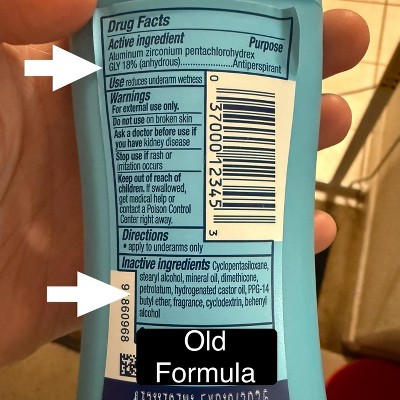 Drug Facts
Active ingredient Purpose
Aluminum zirconium pentachlorohydrex
GLY 18% (anhydrous)....................Antiperspirant
Use reduces underarm wetness
Warnings
For external use only.
Do not use on broken skin
Ask a doctor before use if
you have kidney disease
Stop use if rash or
irritation occurs
Keep out of reach of
children. If swallowed,
get medical help or
contact a Poison Control
Center right away.
0 37000 12345 3
Directions
• apply to underarms only
Inactive ingredients Cyclopentasiloxane,
stearyl alcohol, mineral oil, dimethicone,
petrolatum, hydrogenated castor oil, PPG-14
butyl ether, fragrance, cyclodextrin, behenyl
alcohol
Old
Formula